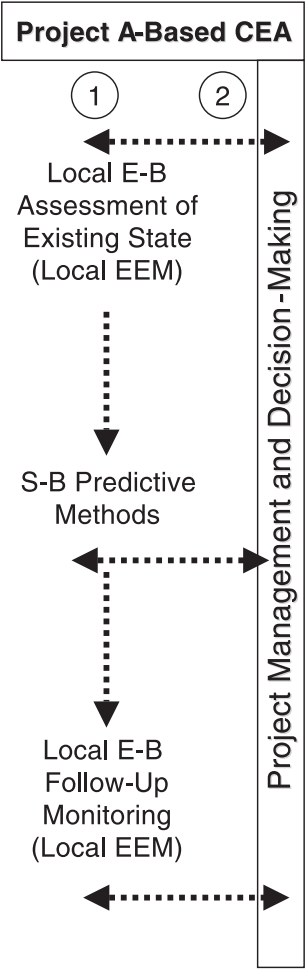 Project A-Based CEA
1
2
Local E-B
Assessment of
Existing State
(Local EEM)
S-B Predictive
Methods
Local E-B
Follow-Up
Monitoring
(Local EEM)
Project Management and Decision-Making